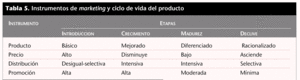 Tabla 5. Instrumentos de marketing y ciclo de vida del producto
Instrumento Etapas
Introducción Crecimiento Madurez Declive
Producto Básico Mejorado Diferenciado Racionalizado
Precio Alto Disminuye Bajo Asciende
Distribución Desigual-selectiva Intensiva Intensiva Selectiva
Promoción Alta Alta Moderada Mínima